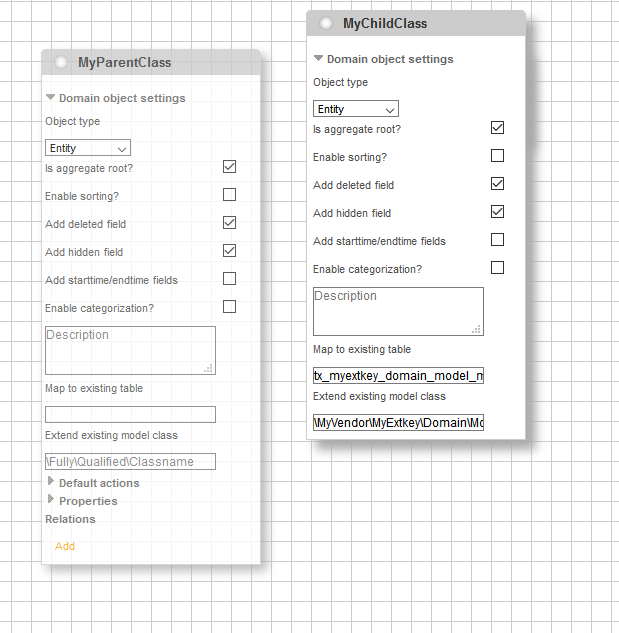 MyParentClass
Domain object settings
Object type
Entity
Is aggregate root?
Enable sorting?
Add deleted field
Add hidden field
Add starttime/endtime fields
Enable categorization?
Description
Map to existing table
Extend existing model class
\Fully\Qualified\Classname
Default actions
Properties
Relations
Add
MyChildClass
Domain object settings
Object type
Entity
Is aggregate root?
Enable sorting?
Add deleted field
Add hidden field
Add starttime/endtime fields
Enable categorization?
Description
Map to existing table
tx_myextkey_domain_model_m
Extend existing model class
\MyVendor\MyExtkey\Domain\Mo